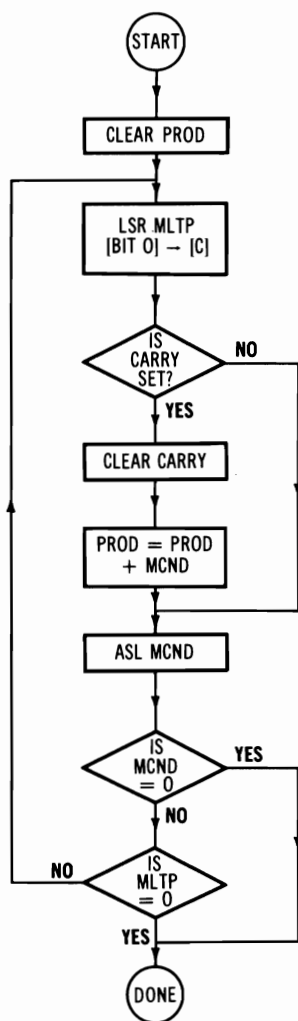 START
CLEAR PROD
LSR MLTP
[BIT 0] → [C]
IS
CARRY
SET?
NO
YES
CLEAR CARRY
PROD = PROD
+ MCND
ASL MCND
IS
MCND
= 0
YES
NO
IS
MLTP
= 0
NO
YES
DONE